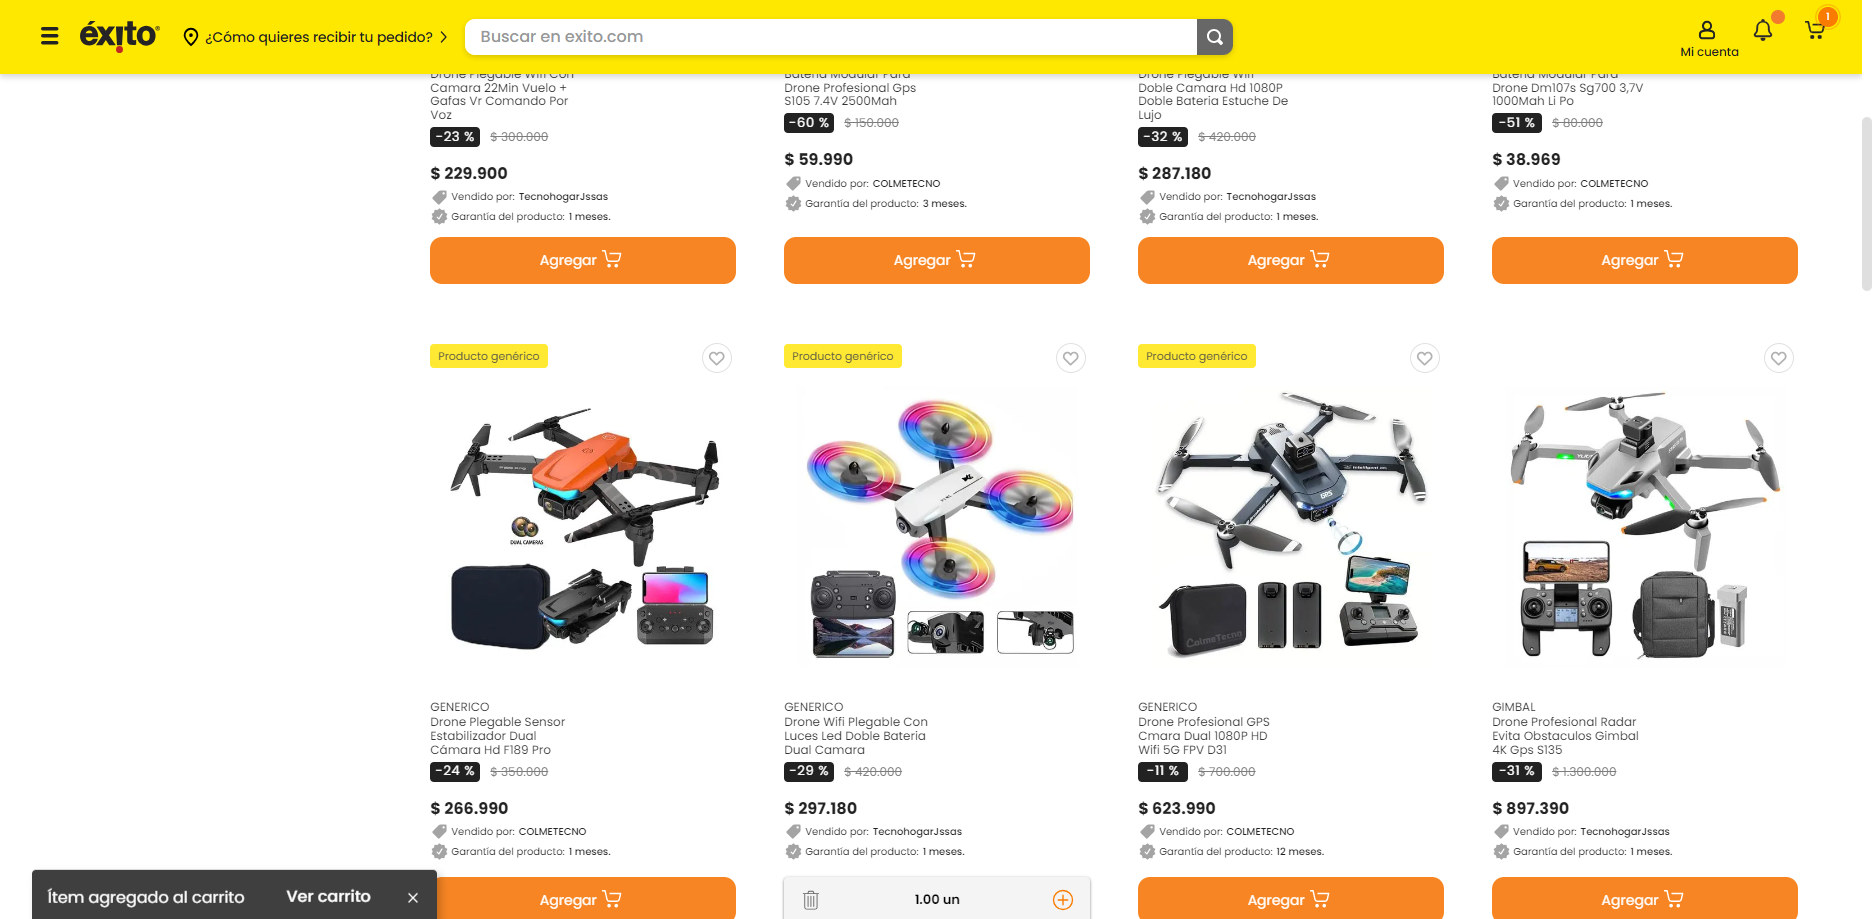 éxito
¿Cómo quieres recibir tu pedido?
Buscar en exito.com
Mi cuenta
1
Drone Plegable Wifi Con
Camara 22Min Vuelo +
Gafas Vr Comando Por
Voz
-23 %
$ 300.000
$ 229.900
Vendido por: TecnohogarJssas
Garantía del producto: 1 meses.
Agregar
Bateria Modular Para
Drone Profesional Gps
S105 7.4V 2500Mah
-60 %
$ 150.000
$ 59.990
Vendido por: COLMETECNO
Garantía del producto: 3 meses.
Agregar
Drone Plegable Wifi
Doble Camara Hd 1080P
Doble Bateria Estuche De
Lujo
-32 %
$ 420.000
$ 287.180
Vendido por: TecnohogarJssas
Garantía del producto: 1 meses.
Agregar
Bateria Modular Para
Drone Dm107s Sg700 3,7V
1000Mah Li Po
-51 %
$ 80.000
$ 38.969
Vendido por: COLMETECNO
Garantía del producto: 1 meses.
Agregar
Producto genérico
DUAL CAMERAS
GENERICO
Drone Plegable Sensor
Estabilizador Dual
Cámara Hd F189 Pro
-24 %
$ 350.000
$ 266.990
Vendido por: COLMETECNO
Garantía del producto: 1 meses.
Agregar
Producto genérico
GENERICO
Drone Wifi Plegable Con
Luces Led Doble Bateria
Dual Camara
-29 %
$ 420.000
$ 297.180
Vendido por: TecnohogarJssas
Garantía del producto: 1 meses.
1.00 un
Producto genérico
GPS
ColmeTecno
GENERICO
Drone Profesional GPS
Cmara Dual 1080P HD
Wifi 5G FPV D31
-11 %
$ 700.000
$ 623.990
Vendido por: COLMETECNO
Garantía del producto: 12 meses.
Agregar
GIMBAL
Drone Profesional Radar
Evita Obstaculos Gimbal
4K Gps S135
-31 %
$ 1.300.000
$ 897.390
Vendido por: TecnohogarJssas
Garantía del producto: 1 meses.
Agregar
Ítem agregado al carrito
Ver carrito